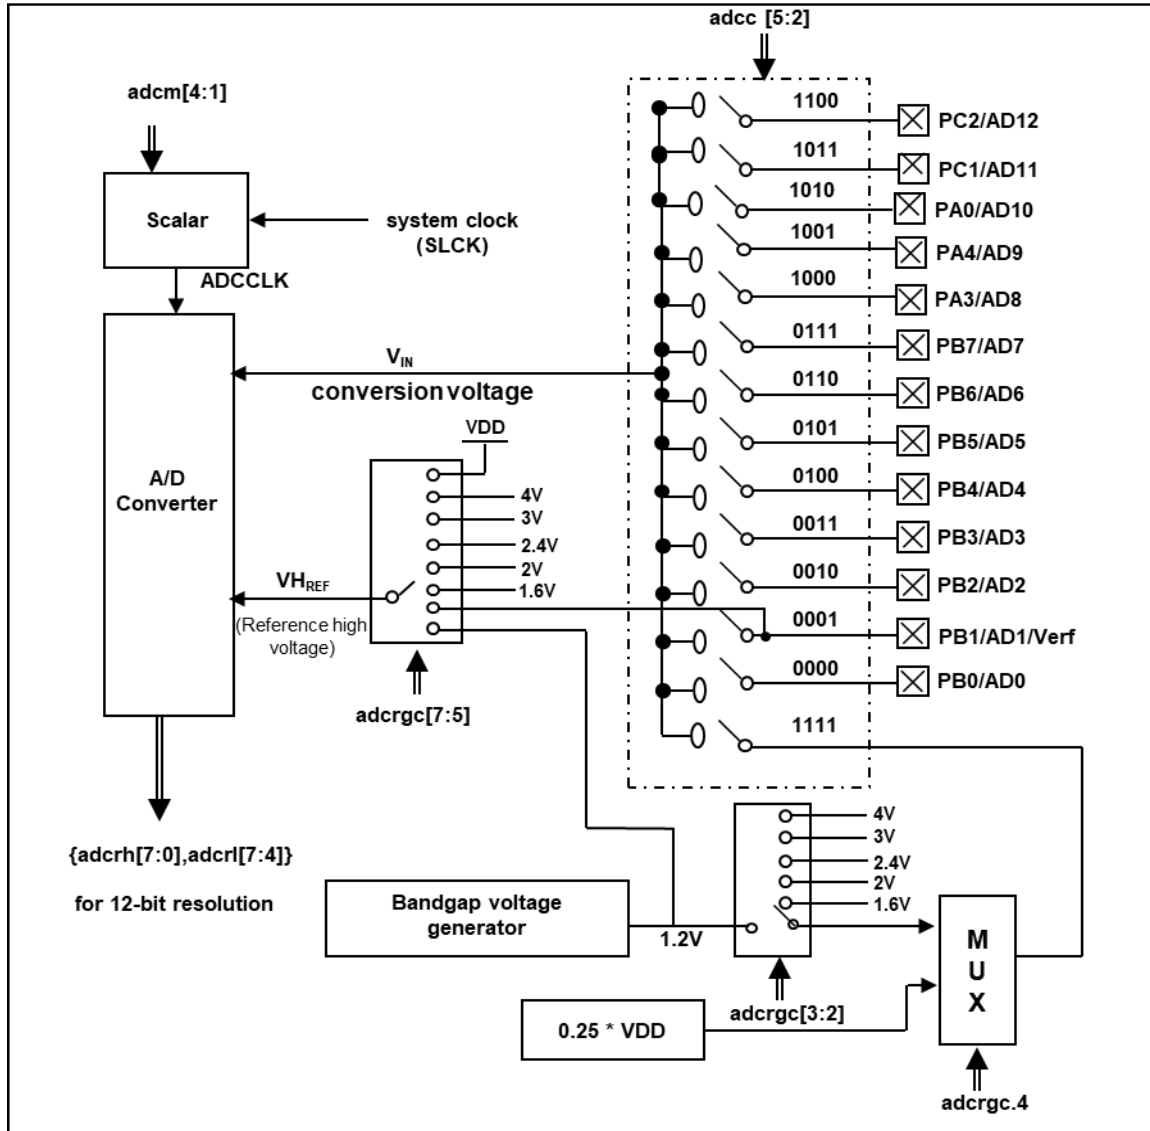 adcc [5:2]
adcm[4:1]
1100
PC2/AD12
1011
PC1/AD11
Scalar
system clock
(SLCK)
1010
PA0/AD10
1001
PA4/AD9
ADCCLK
1000
PA3/AD8
0111
PB7/AD7
VIN
conversion voltage
0110
PB6/AD6
VDD
0101
PB5/AD5
A/D
Converter
4V
3V
2.4V
2V
1.6V
0100
PB4/AD4
0011
PB3/AD3
VHREF
(Reference high
voltage)
0010
PB2/AD2
0001
PB1/AD1/Verf
0000
PB0/AD0
adcrgc[7:5]
1111
{adcrh[7:0],adcrl[7:4]}
for 12-bit resolution
4V
3V
2.4V
2V
1.6V
Bandgap voltage
generator
1.2V
M
U
X
adcrgc[3:2]
0.25 * VDD
adcrgc.4